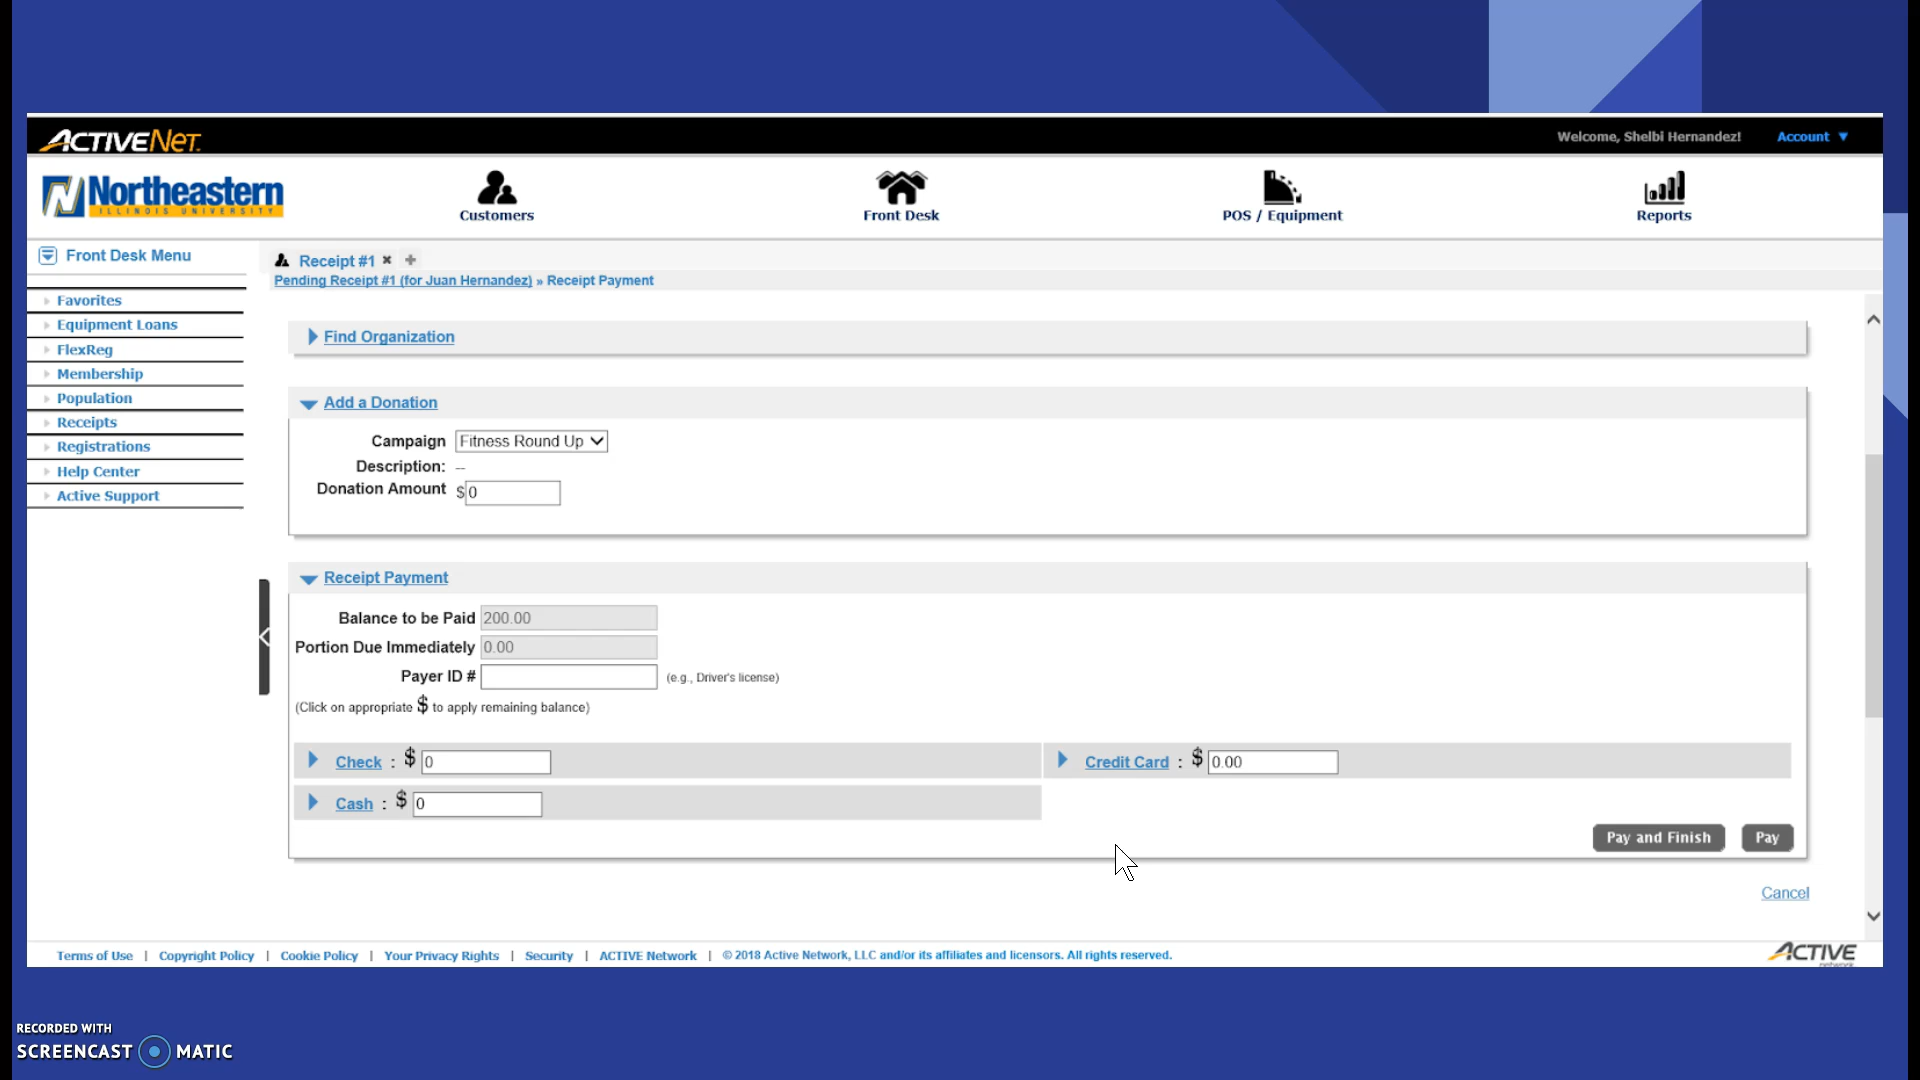 ACTIVENET.
Welcome, Shelbi Hernandez! Account
Northeastern
ILLINOIS UNIVERSITY
Customers Front Desk POS / Equipment Reports
Front Desk Menu
Favorites
Equipment Loans
FlexReg
Membership
Population
Receipts
Registrations
Help Center
Active Support
Receipt #1
Pending Receipt #1 (for Juan Hernandez) » Receipt Payment
Find Organization
Add a Donation
Campaign Fitness Round Up
Description: --
Donation Amount $ 0
Receipt Payment
Balance to be Paid 200.00
Portion Due Immediately 0.00
Payer ID # (e.g., Driver's license)
(Click on appropriate $ to apply remaining balance)
Check : $ 0 Credit Card : $ 0.00
Cash : $ 0
Pay and Finish Pay
Cancel
Terms of Use | Copyright Policy | Cookie Policy | Your Privacy Rights | Security | ACTIVE Network | © 2018 Active Network, LLC and/or its affiliates and licensors. All rights reserved.
ACTIVE
network
RECORDED WITH
SCREENCAST MATIC